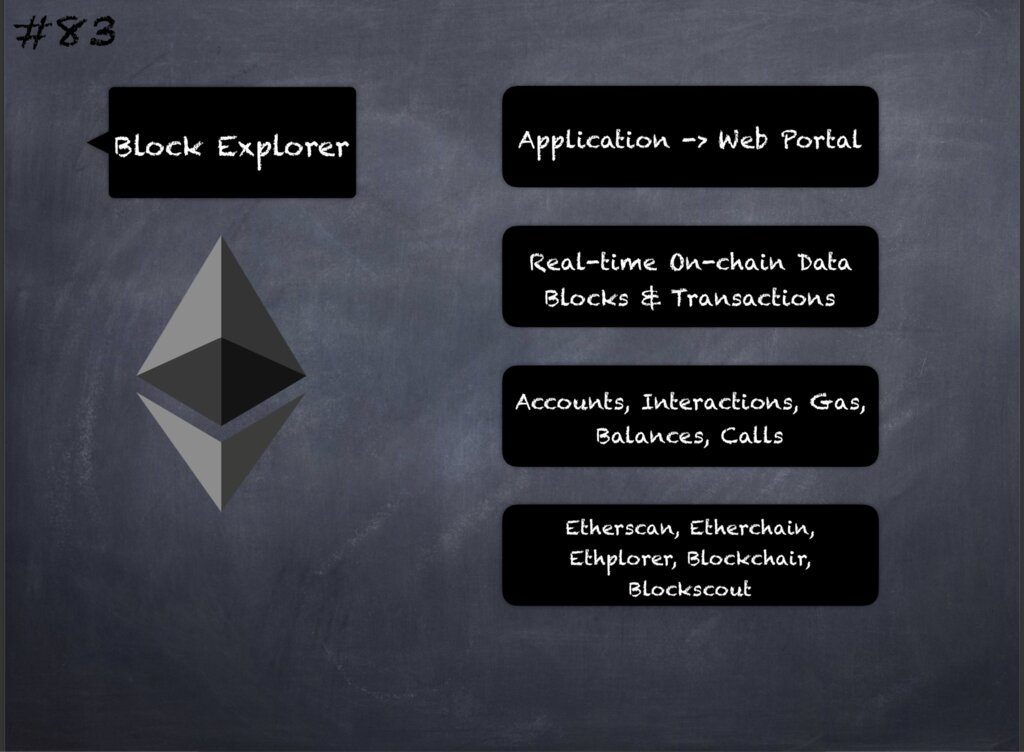 #83
Block Explorer
Application -> Web Portal
Real-time On-chain Data
Blocks & Transactions
Accounts, Interactions, Gas,
Balances, Calls
Etherscan, Etherchain,
Ethplorer, Blockchair,
Blockscout